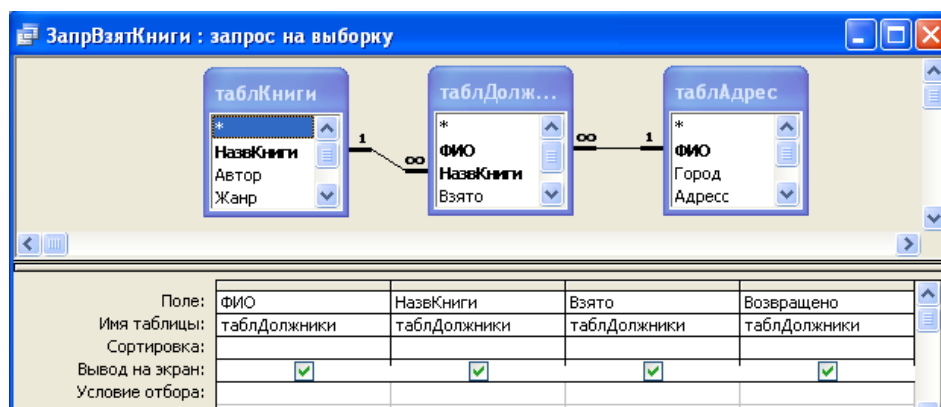 ЗапрВзятКниги : запрос на выборку
таблКниги
*
НазвКниги
Автор
Жанр
1
∞
таблДолж...
*
ФИО
НазвКниги
Взято
∞
1
таблАдрес
*
ФИО
Город
Адресс
Поле: ФИО НазвКниги Взято Возвращено
Имя таблицы: таблДолжники таблДолжники таблДолжники таблДолжники
Сортировка:
Вывод на экран:
Условие отбора: